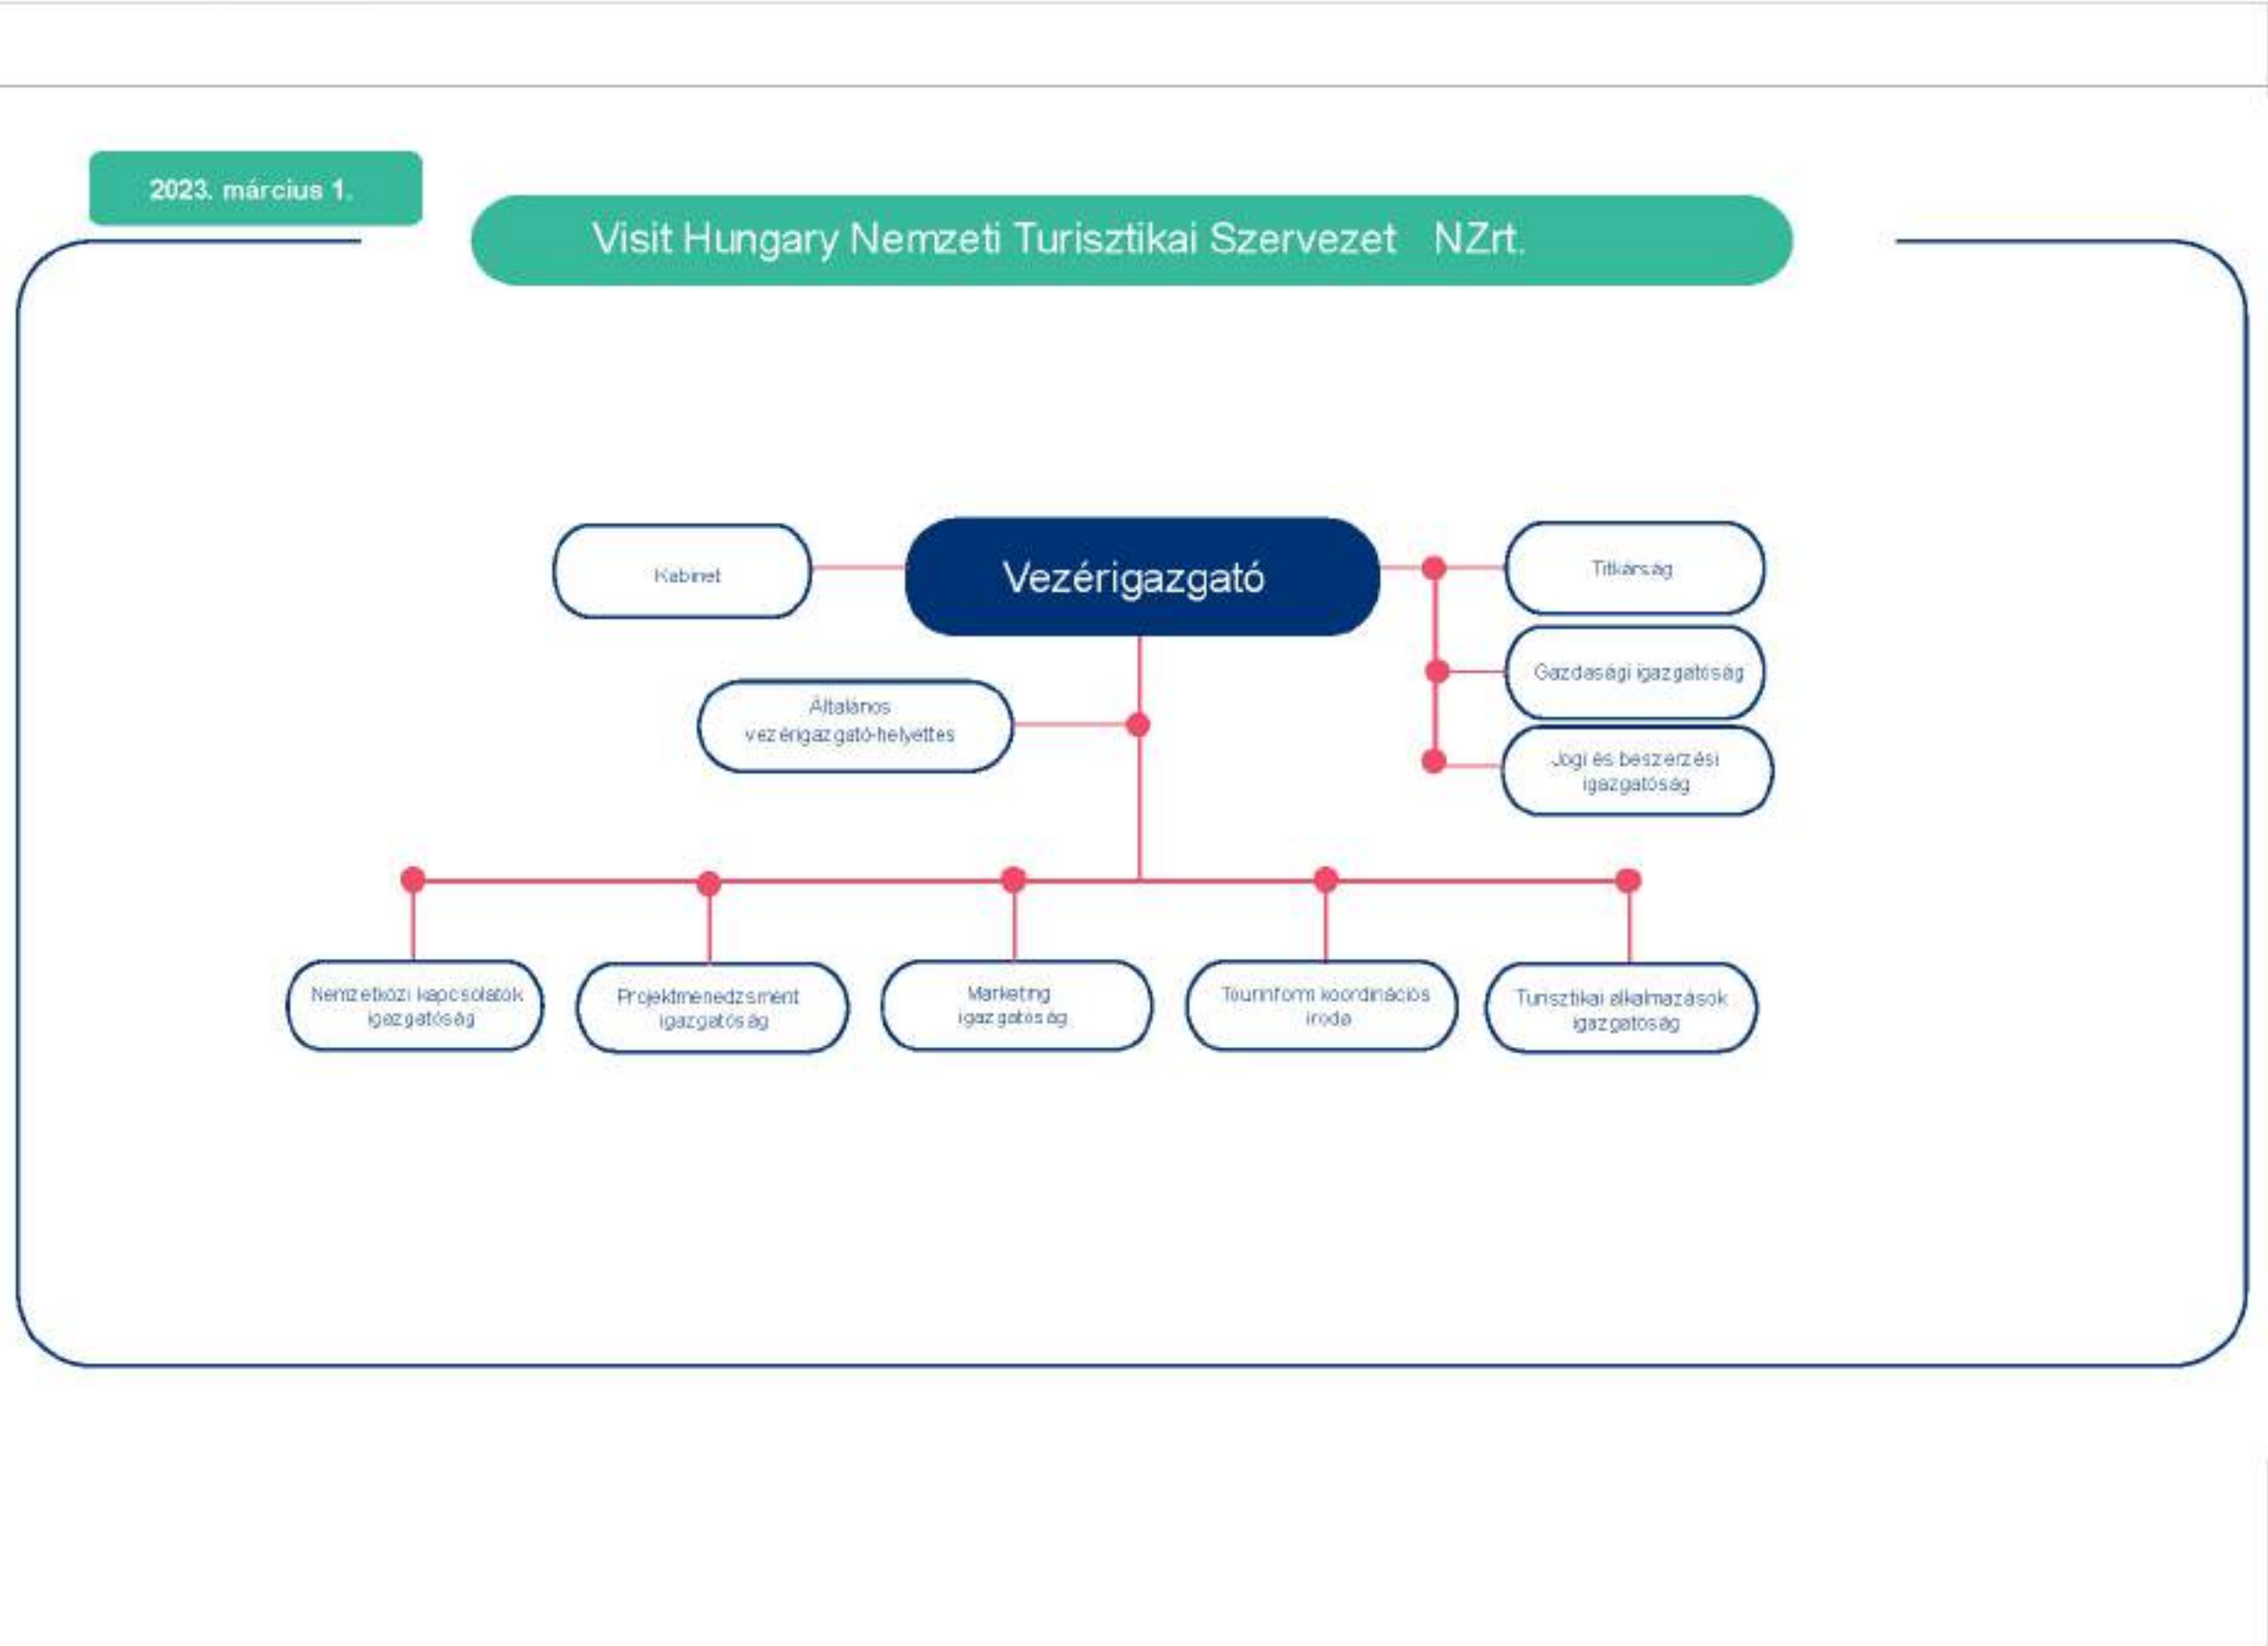 2023. március 1.
Visit Hungary Nemzeti Turisztikai Szervezet NZrt.
Kabinet
Vezérigazgató
Titkárság
Gazdasági igazgatóság
Általános
vezérigazgató-helyettes
Jogi és beszerzési
igazgatóság
Nemzetközi kapcsolatok
igazgatóság
Projektmenedzsment
igazgatóság
Marketing
igazgatóság
Tourinform koordinációs
iroda
Turisztikai alkalmazások
igazgatóság